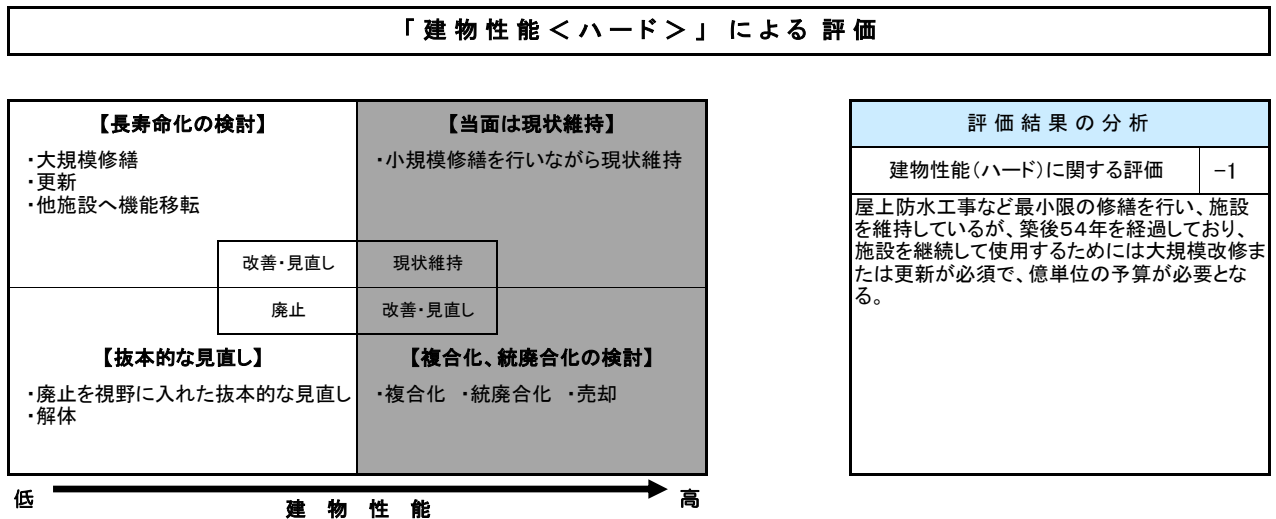 「建物性能＜ハード＞」による評価
【長寿命化の検討】
・大規模修繕
・更新
・他施設へ機能移転
【当面は現状維持】
・小規模修繕を行いながら現状維持
改善・見直し
現状維持
廃止
改善・見直し
【抜本的な見直し】
・廃止を視野に入れた抜本的な見直し
・解体
【複合化、統廃合化の検討】
・複合化　・統廃合化　・売却
低
建物性能
高
評価結果の分析
建物性能（ハード）に関する評価
-1
屋上防水工事など最小限の修繕を行い、施設
を維持しているが、築後54年を経過しており、
施設を継続して使用するためには大規模改修ま
たは更新が必須で、億単位の予算が必要とな
る。